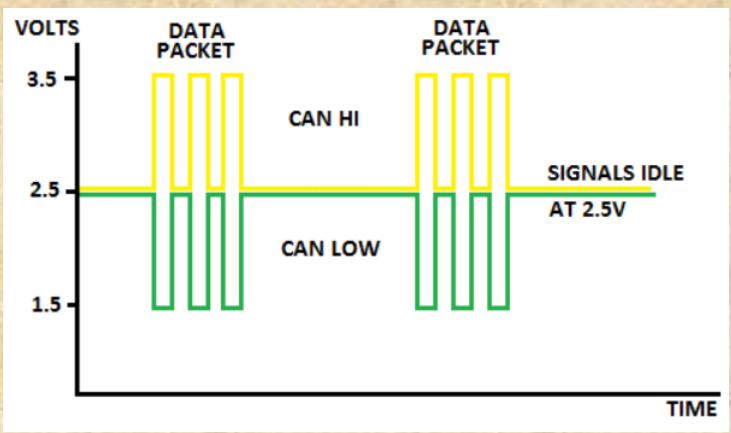 VOLTS
DATA
PACKET
DATA
PACKET
3.5
CAN HI
2.5
SIGNALS IDLE
AT 2.5V
CAN LOW
1.5
TIME